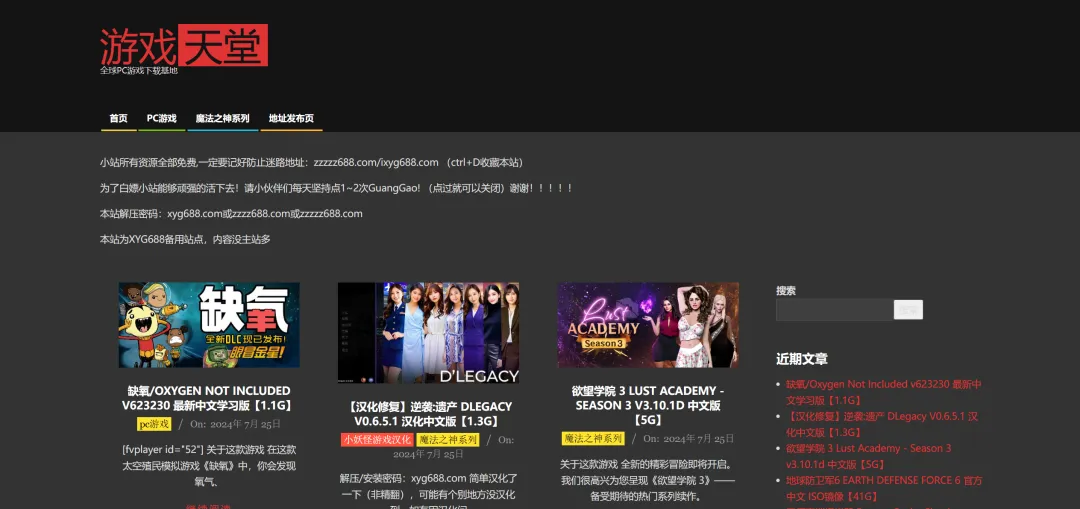 游戏天堂
全球PC游戏下载基地
首页 PC游戏 魔法之神系列 地址发布页
小站所有资源全部免费,一定要记好防止迷路地址：zzzzz688.com/ixyg688.com （ctrl+D收藏本站）
为了白嫖小站能够顽强的活下去！请小伙伴们每天坚持点1~2次GuangGao！（点过就可以关闭）谢谢！！！！！
本站解压密码：xyg688.com或zzzz688.com或zzzzz688.com
本站为XYG688备用站点，内容没主站多
缺氧
全新DLC现已发布!
眼冒金星!
缺氧/OXYGEN NOT INCLUDED
V623230 最新中文学习版【1.1G】
pc游戏 / On: 2024年 7月 25日
[fvplayer id="52"] 关于这款游戏 在这款
太空殖民模拟游戏《缺氧》中，你会发现
氧气、
D'LEGACY
【汉化修复】逆袭:遗产 DLEGACY
V0.6.5.1 汉化中文版【1.3G】
小妖怪游戏汉化 魔法之神系列 / On:
2024年 7月 25日
解压/安装密码：xyg688.com 简单汉化了
一下（非精翻），可能有个别地方没汉化
Lust
ACADEMY
Season 3
欲望学院 3 LUST ACADEMY -
SEASON 3 V3.10.1D 中文版
【5G】
魔法之神系列 / On: 2024年 7月 25日
关于这款游戏 全新的精彩冒险即将开启。
我们很高兴为您呈现《欲望学院 3》——
备受期待的热门系列续作。
搜索
近期文章
缺氧/Oxygen Not Included v623230 最新中
文学习版【1.1G】
【汉化修复】逆袭:遗产 DLegacy V0.6.5.1 汉
化中文版【1.3G】
欲望学院 3 Lust Academy - Season 3
v3.10.1d 中文版【5G】
地球防卫军6 EARTH DEFENSE FORCE 6 官方
中文 ISO镜像【41G】